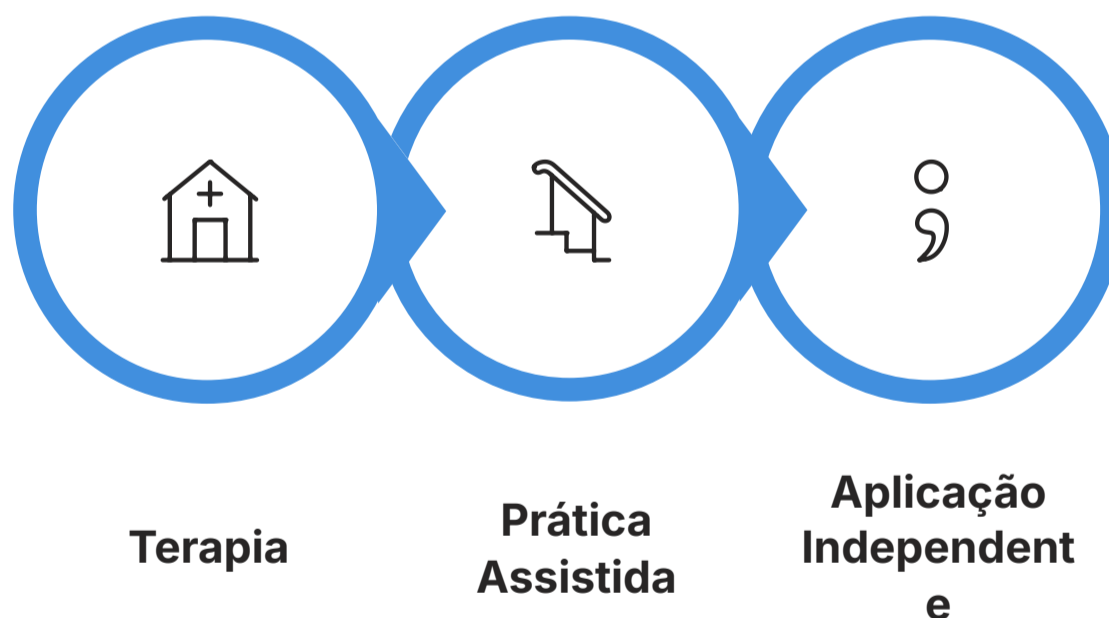 Terapia
Prática
Assistida
Aplicação
Independent
e